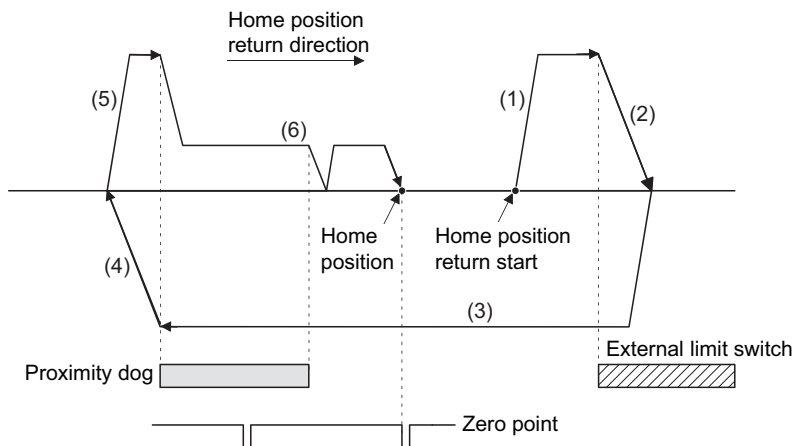 Home position
return direction
(5)
(1)
(2)
(6)
Home
position
Home position
return start
(4)
(3)
External limit switch
Proximity dog
Zero point